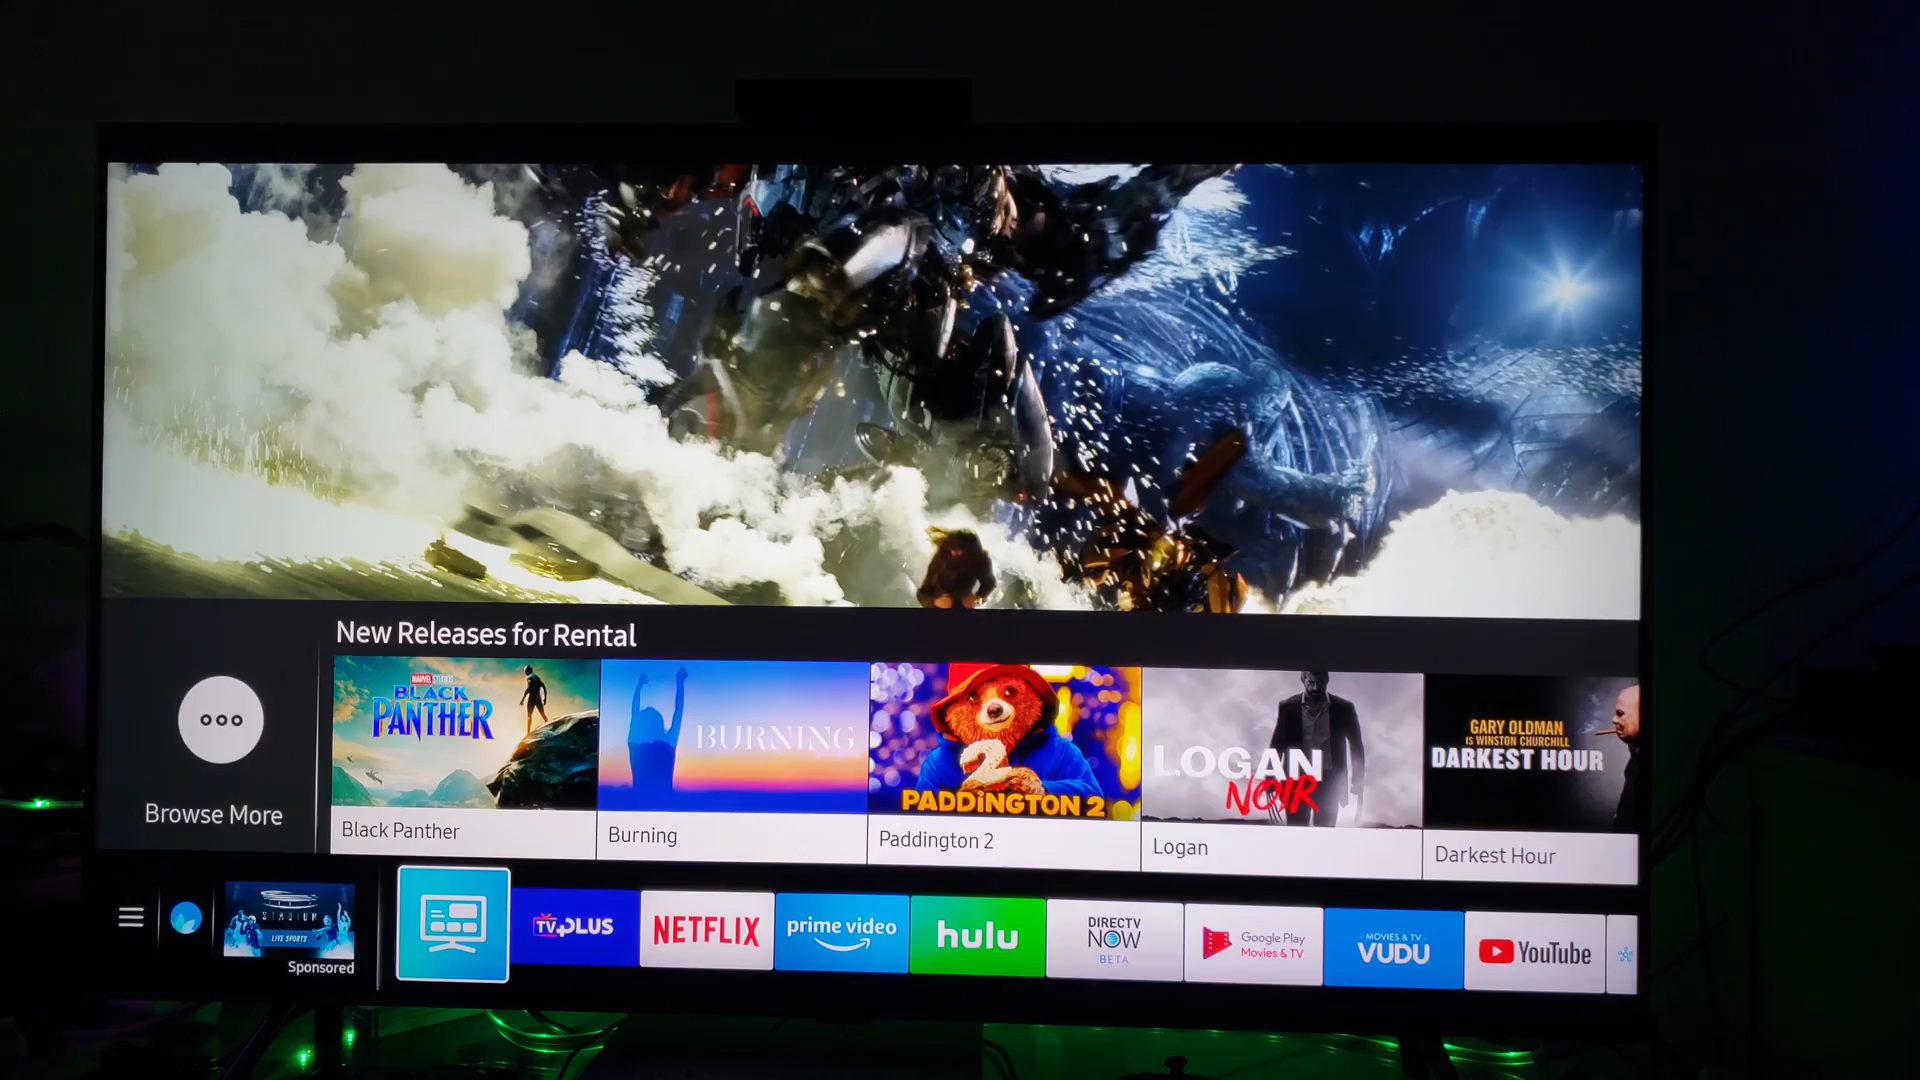 New Releases for Rental
Browse More
MARVEL STUDIOS
BLACK
PANTHER
Black Panther
BURNING
Burning
2
PADDiNGTON 2
Paddington 2
LOGAN
NOIR
Logan
GARY OLDMAN
IS WINSTON CHURCHILL
DARKEST HOUR
Darkest Hour
STADIUM
LIVE SPORTS
Sponsored
TV PLUS
NETFLIX
prime video
hulu
DIRECTV
NOW
BETA
Google Play
Movies & TV
MOVIES & TV
VUDU
YouTube